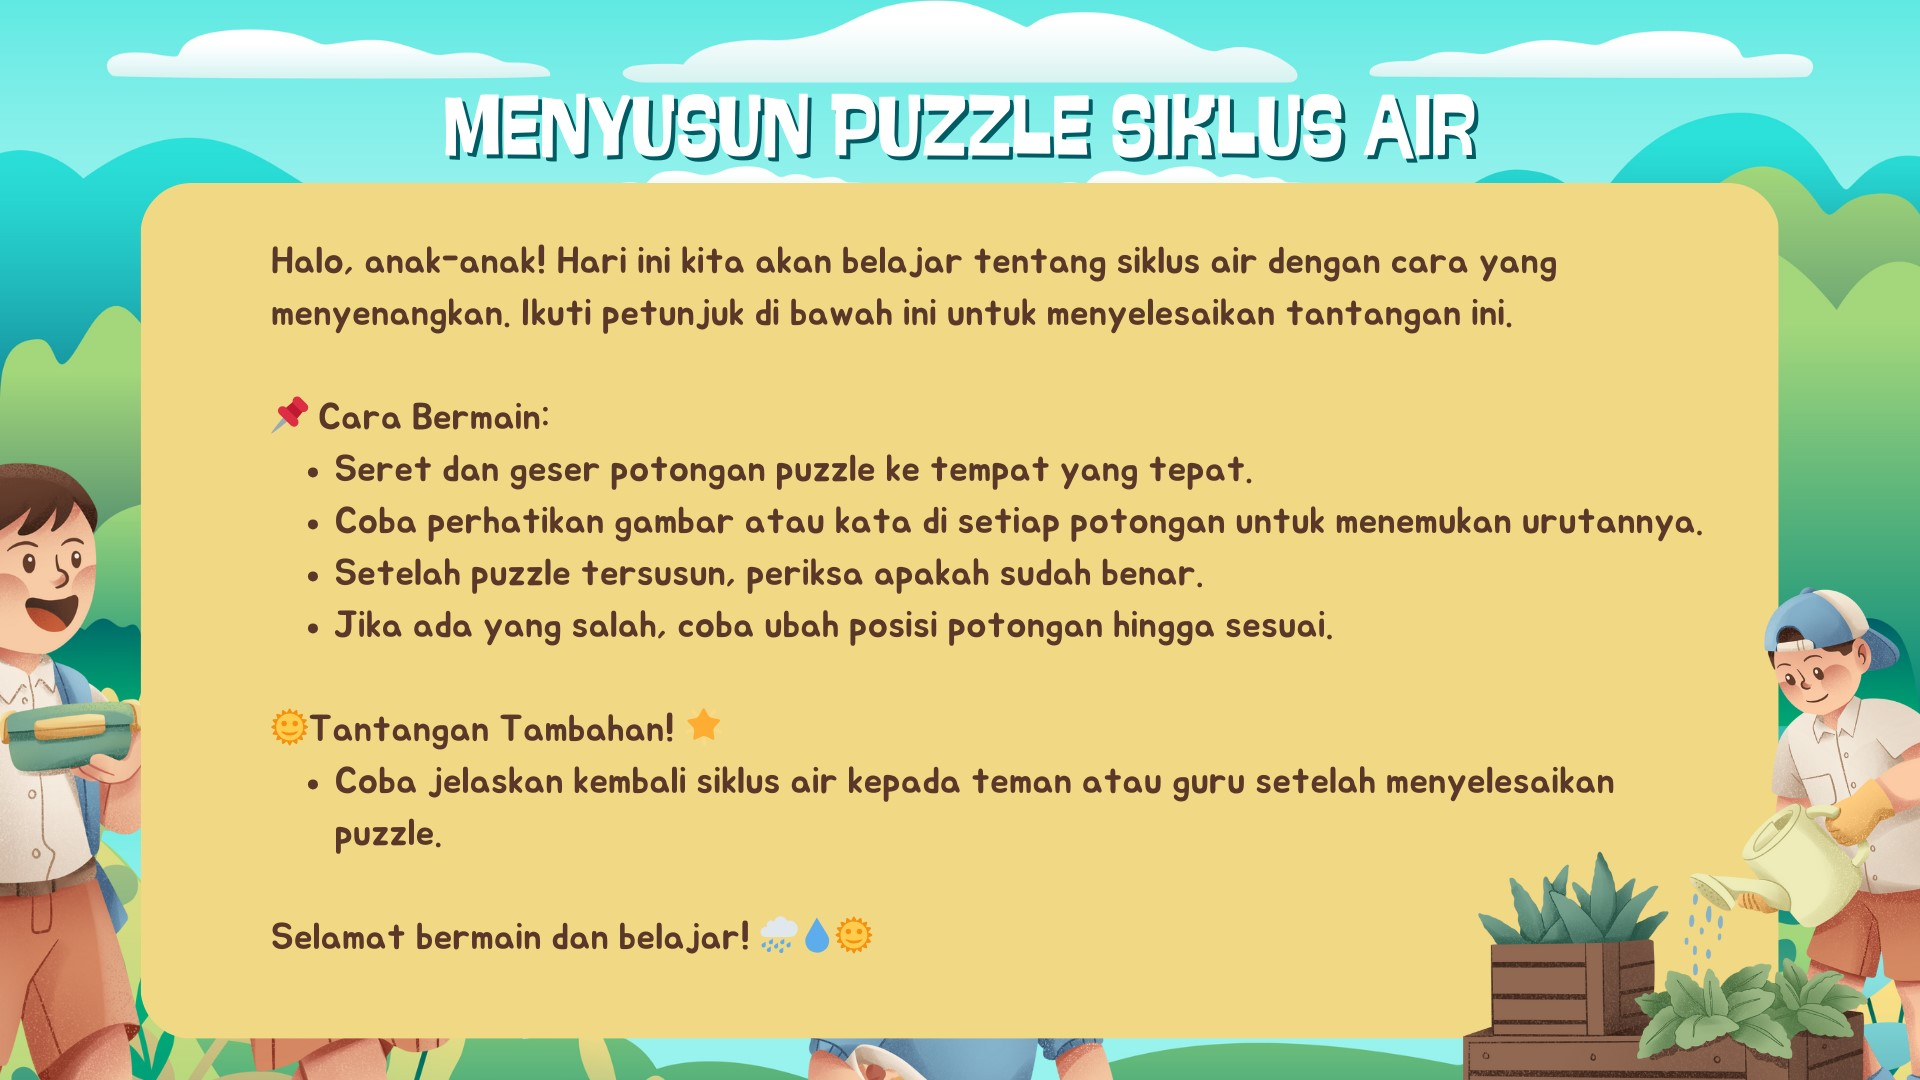 MENYUSUN PUZZLE SIKLUS AIR
Halo, anak-anak! Hari ini kita akan belajar tentang siklus air dengan cara yang
menyenangkan. Ikuti petunjuk di bawah ini untuk menyelesaikan tantangan ini.
📌 Cara Bermain:
• Seret dan geser potongan puzzle ke tempat yang tepat.
• Coba perhatikan gambar atau kata di setiap potongan untuk menemukan urutannya.
• Setelah puzzle tersusun, periksa apakah sudah benar.
• Jika ada yang salah, coba ubah posisi potongan hingga sesuai.
🌞Tantangan Tambahan! 🌟
• Coba jelaskan kembali siklus air kepada teman atau guru setelah menyelesaikan
puzzle.
Selamat bermain dan belajar! 🌧💧🌞